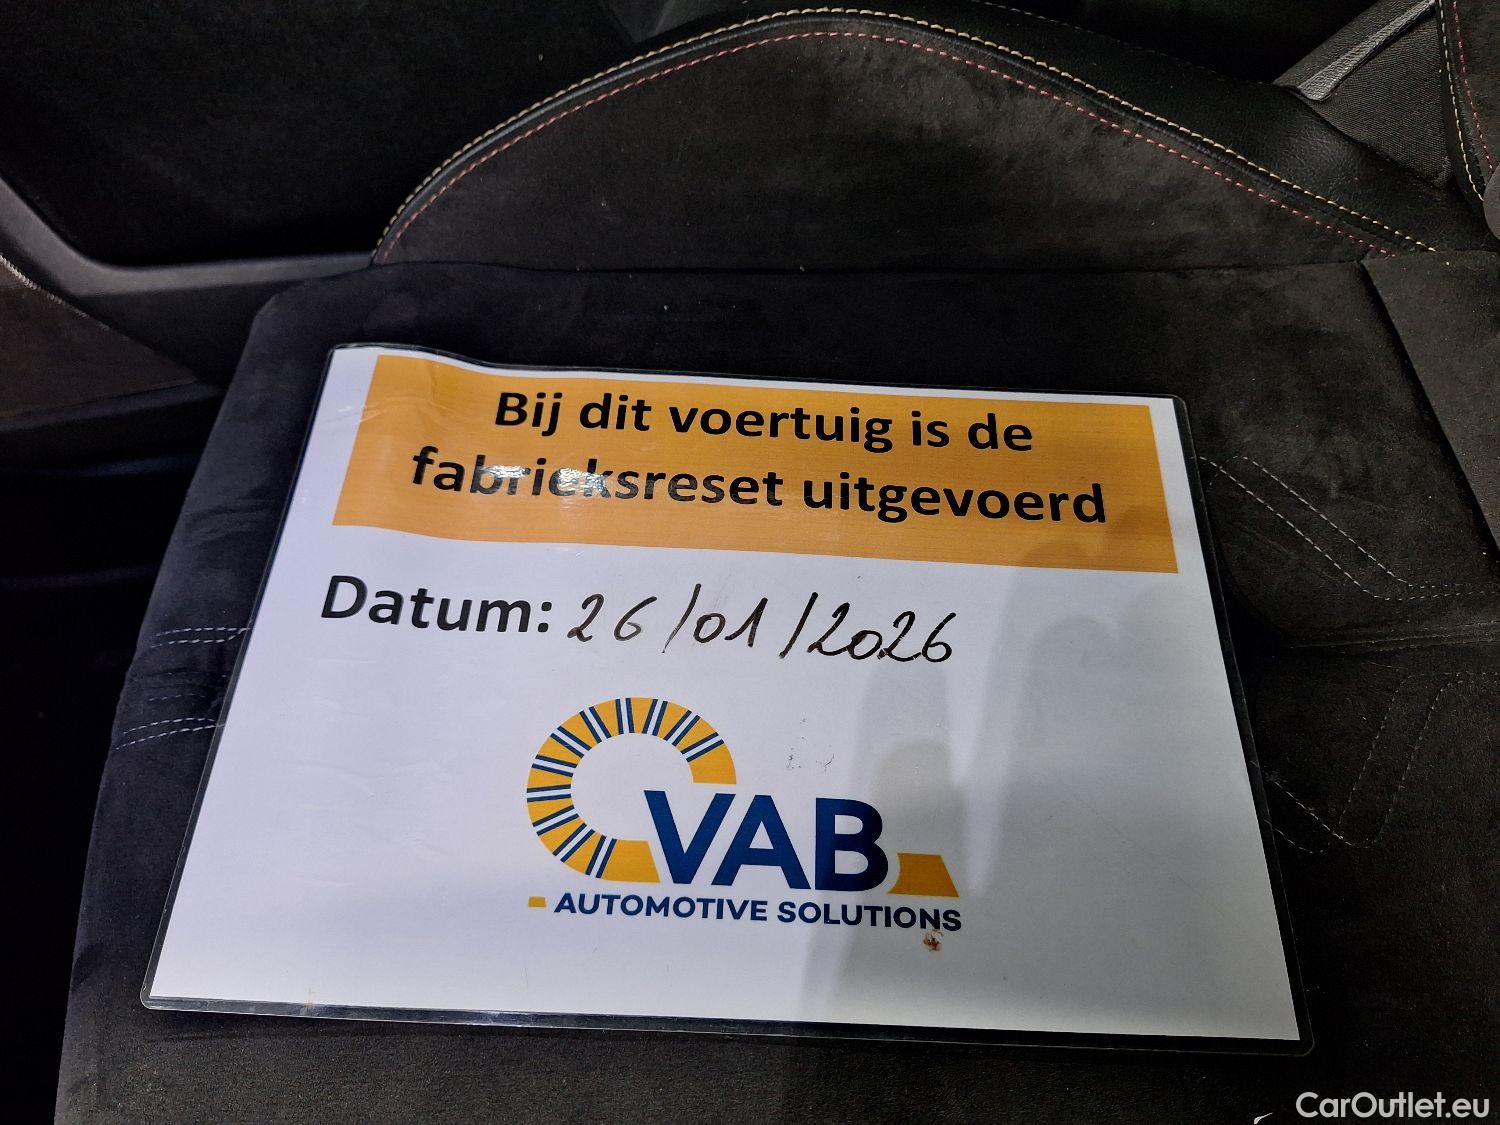 Bij dit voertuig is de
fabrieksreset uitgevoerd
Datum: 26/01/2026
VAB
AUTOMOTIVE SOLUTIONS
CarOutlet.eu